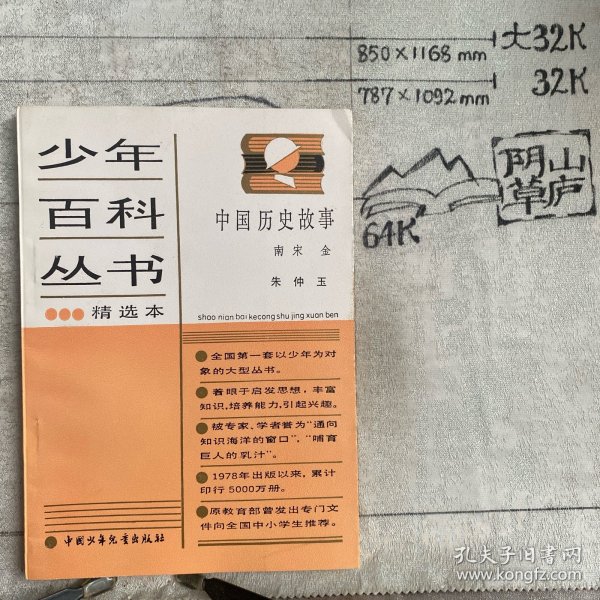 850×1168 mm
大32K
787×1092 mm
32K
阴山
草庐
64K
少年
百科
丛书
精选本
中国历史故事
南宋 金
朱仲玉
shao nian bai kecong shu jing xuan ben
全国第一套以少年为对
象的大型丛书。
着眼于启发思想，丰富
知识，培养能力，引起兴趣。
被专家、学者誉为“通向
知识海洋的窗口”，“哺育
巨人的乳汁”。
1978年出版以来，累计
印行5000万册。
原教育部曾发出专门文
件向全国中小学生推荐。
中国少年儿童出版社
孔夫子旧书网
www.kongfz.com